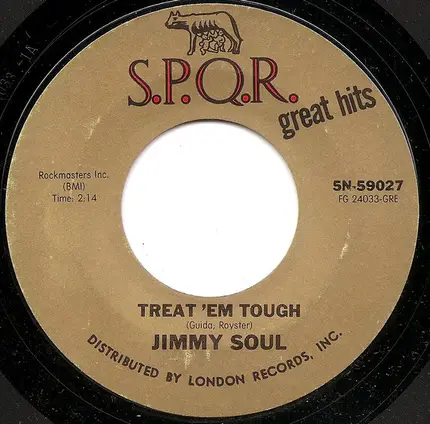 S.P.Q.R.
great hits
Rockmasters Inc.
(BMI)
Time: 2:14
5N-59027
FG 24033-GRE
TREAT 'EM TOUGH
(Guida, Royster)
JIMMY SOUL
DISTRIBUTED BY LONDON RECORDS, INC.